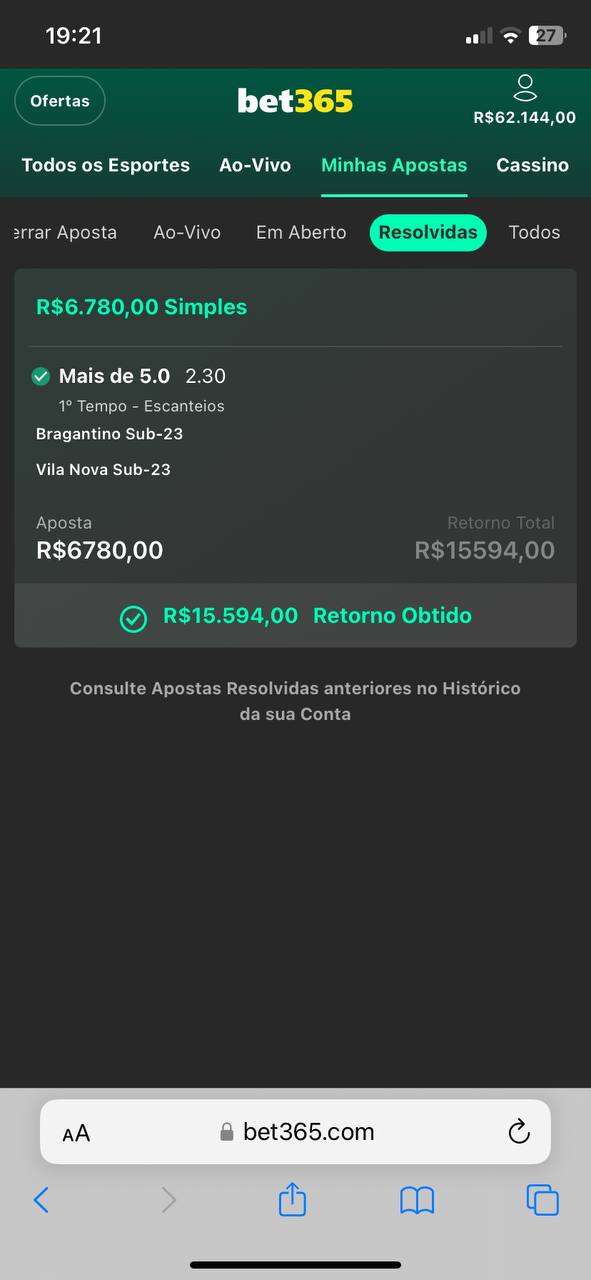 19:21
27
Ofertas
bet365
R$62.144,00
Todos os Esportes Ao-Vivo Minhas Apostas Cassino
errar Aposta Ao-Vivo Em Aberto Resolvidas Todos
R$6.780,00 Simples
Mais de 5.0 2.30
1º Tempo - Escanteios
Bragantino Sub-23
Vila Nova Sub-23
Aposta Retorno Total
R$6780,00 R$15594,00
R$15.594,00 Retorno Obtido
Consulte Apostas Resolvidas anteriores no Histórico
da sua Conta
AA bet365.com